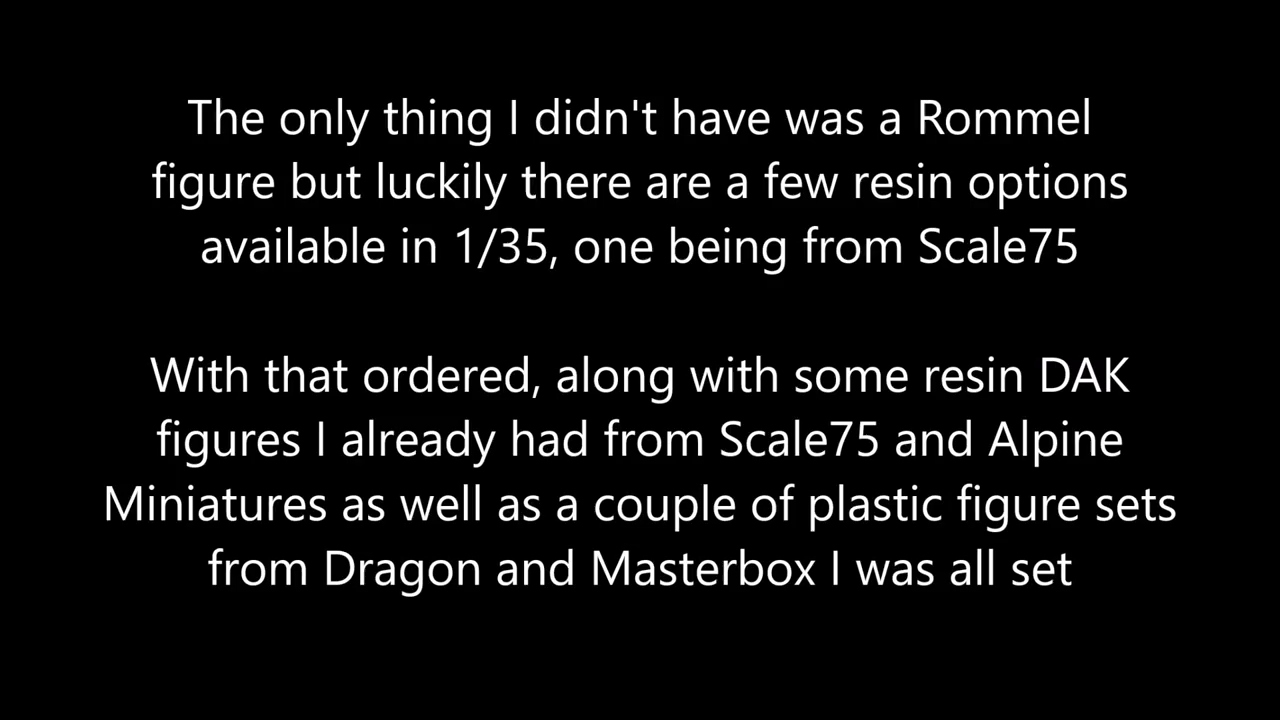 The only thing I didn't have was a Rommel
figure but luckily there are a few resin options
available in 1/35, one being from Scale75
With that ordered, along with some resin DAK
figures I already had from Scale75 and Alpine
Miniatures as well as a couple of plastic figure sets
from Dragon and Masterbox I was all set